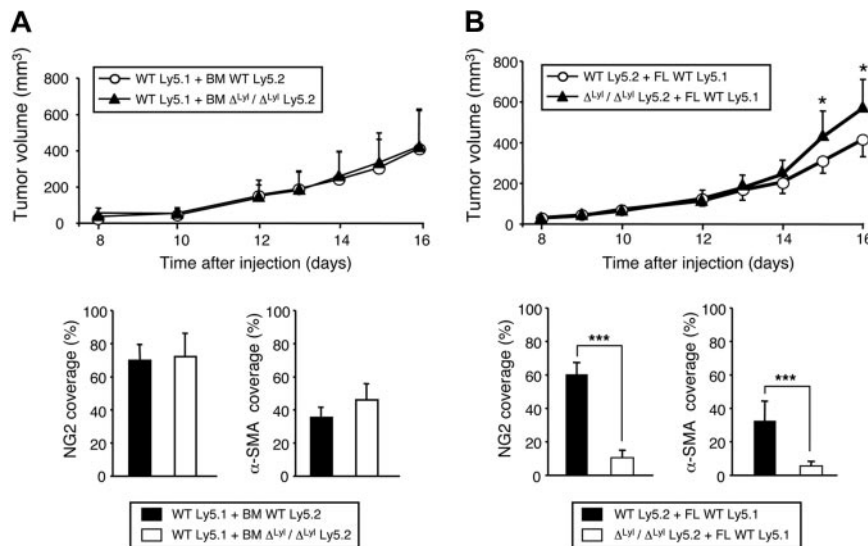 A
WT Ly5.1 + BM WT Ly5.2
WT Ly5.1 + BM Δ^Lyl / Δ^Lyl Ly5.2
Tumor volume (mm³)
800
600
400
200
0
8 10 12 14 16
Time after injection (days)
NG2 coverage (%)
100
80
60
40
20
0
α-SMA coverage (%)
100
80
60
40
20
0
WT Ly5.1 + BM WT Ly5.2
WT Ly5.1 + BM Δ^Lyl / Δ^Lyl Ly5.2
B
WT Ly5.2 + FL WT Ly5.1
Δ^Lyl / Δ^Lyl Ly5.2 + FL WT Ly5.1
Tumor volume (mm³)
800
600
400
200
0
* *
8 10 12 14 16
Time after injection (days)
NG2 coverage (%)
100
80
60
40
20
0
***
α-SMA coverage (%)
100
80
60
40
20
0
***
WT Ly5.2 + FL WT Ly5.1
Δ^Lyl / Δ^Lyl Ly5.2 + FL WT Ly5.1